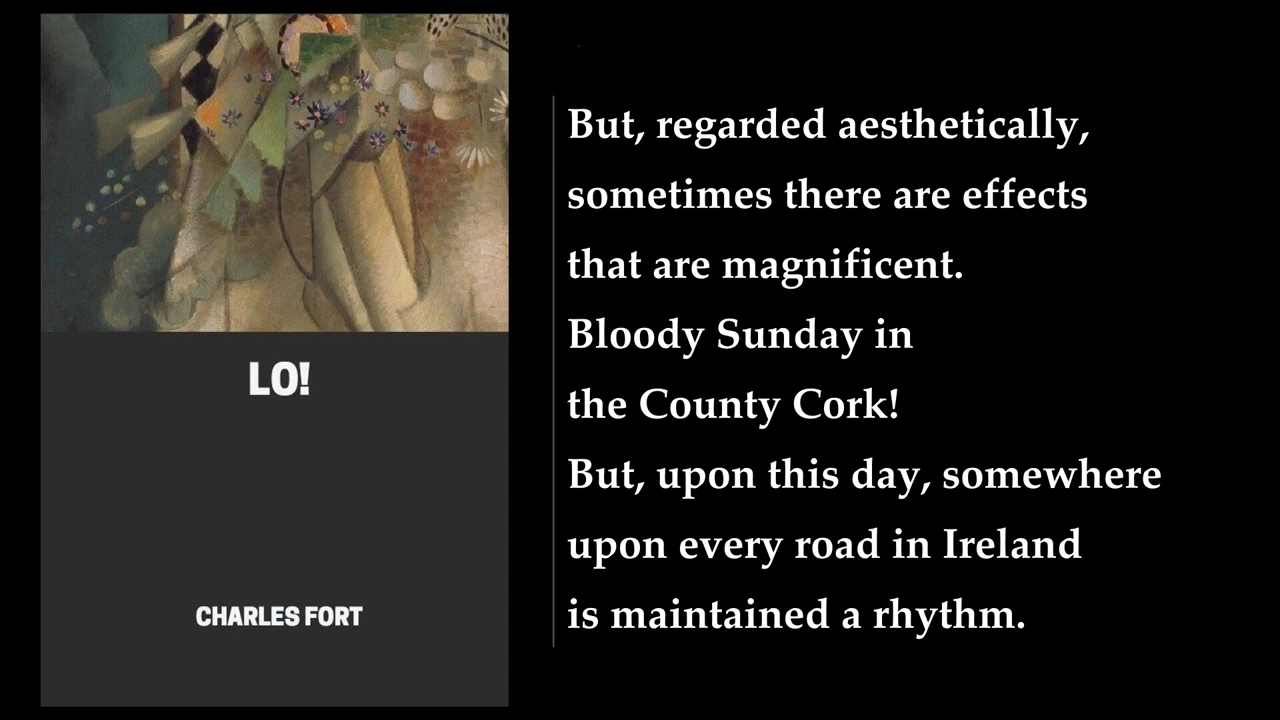 LO!
CHARLES FORT
But, regarded aesthetically,
sometimes there are effects
that are magnificent.
Bloody Sunday in
the County Cork!
But, upon this day, somewhere
upon every road in Ireland
is maintained a rhythm.